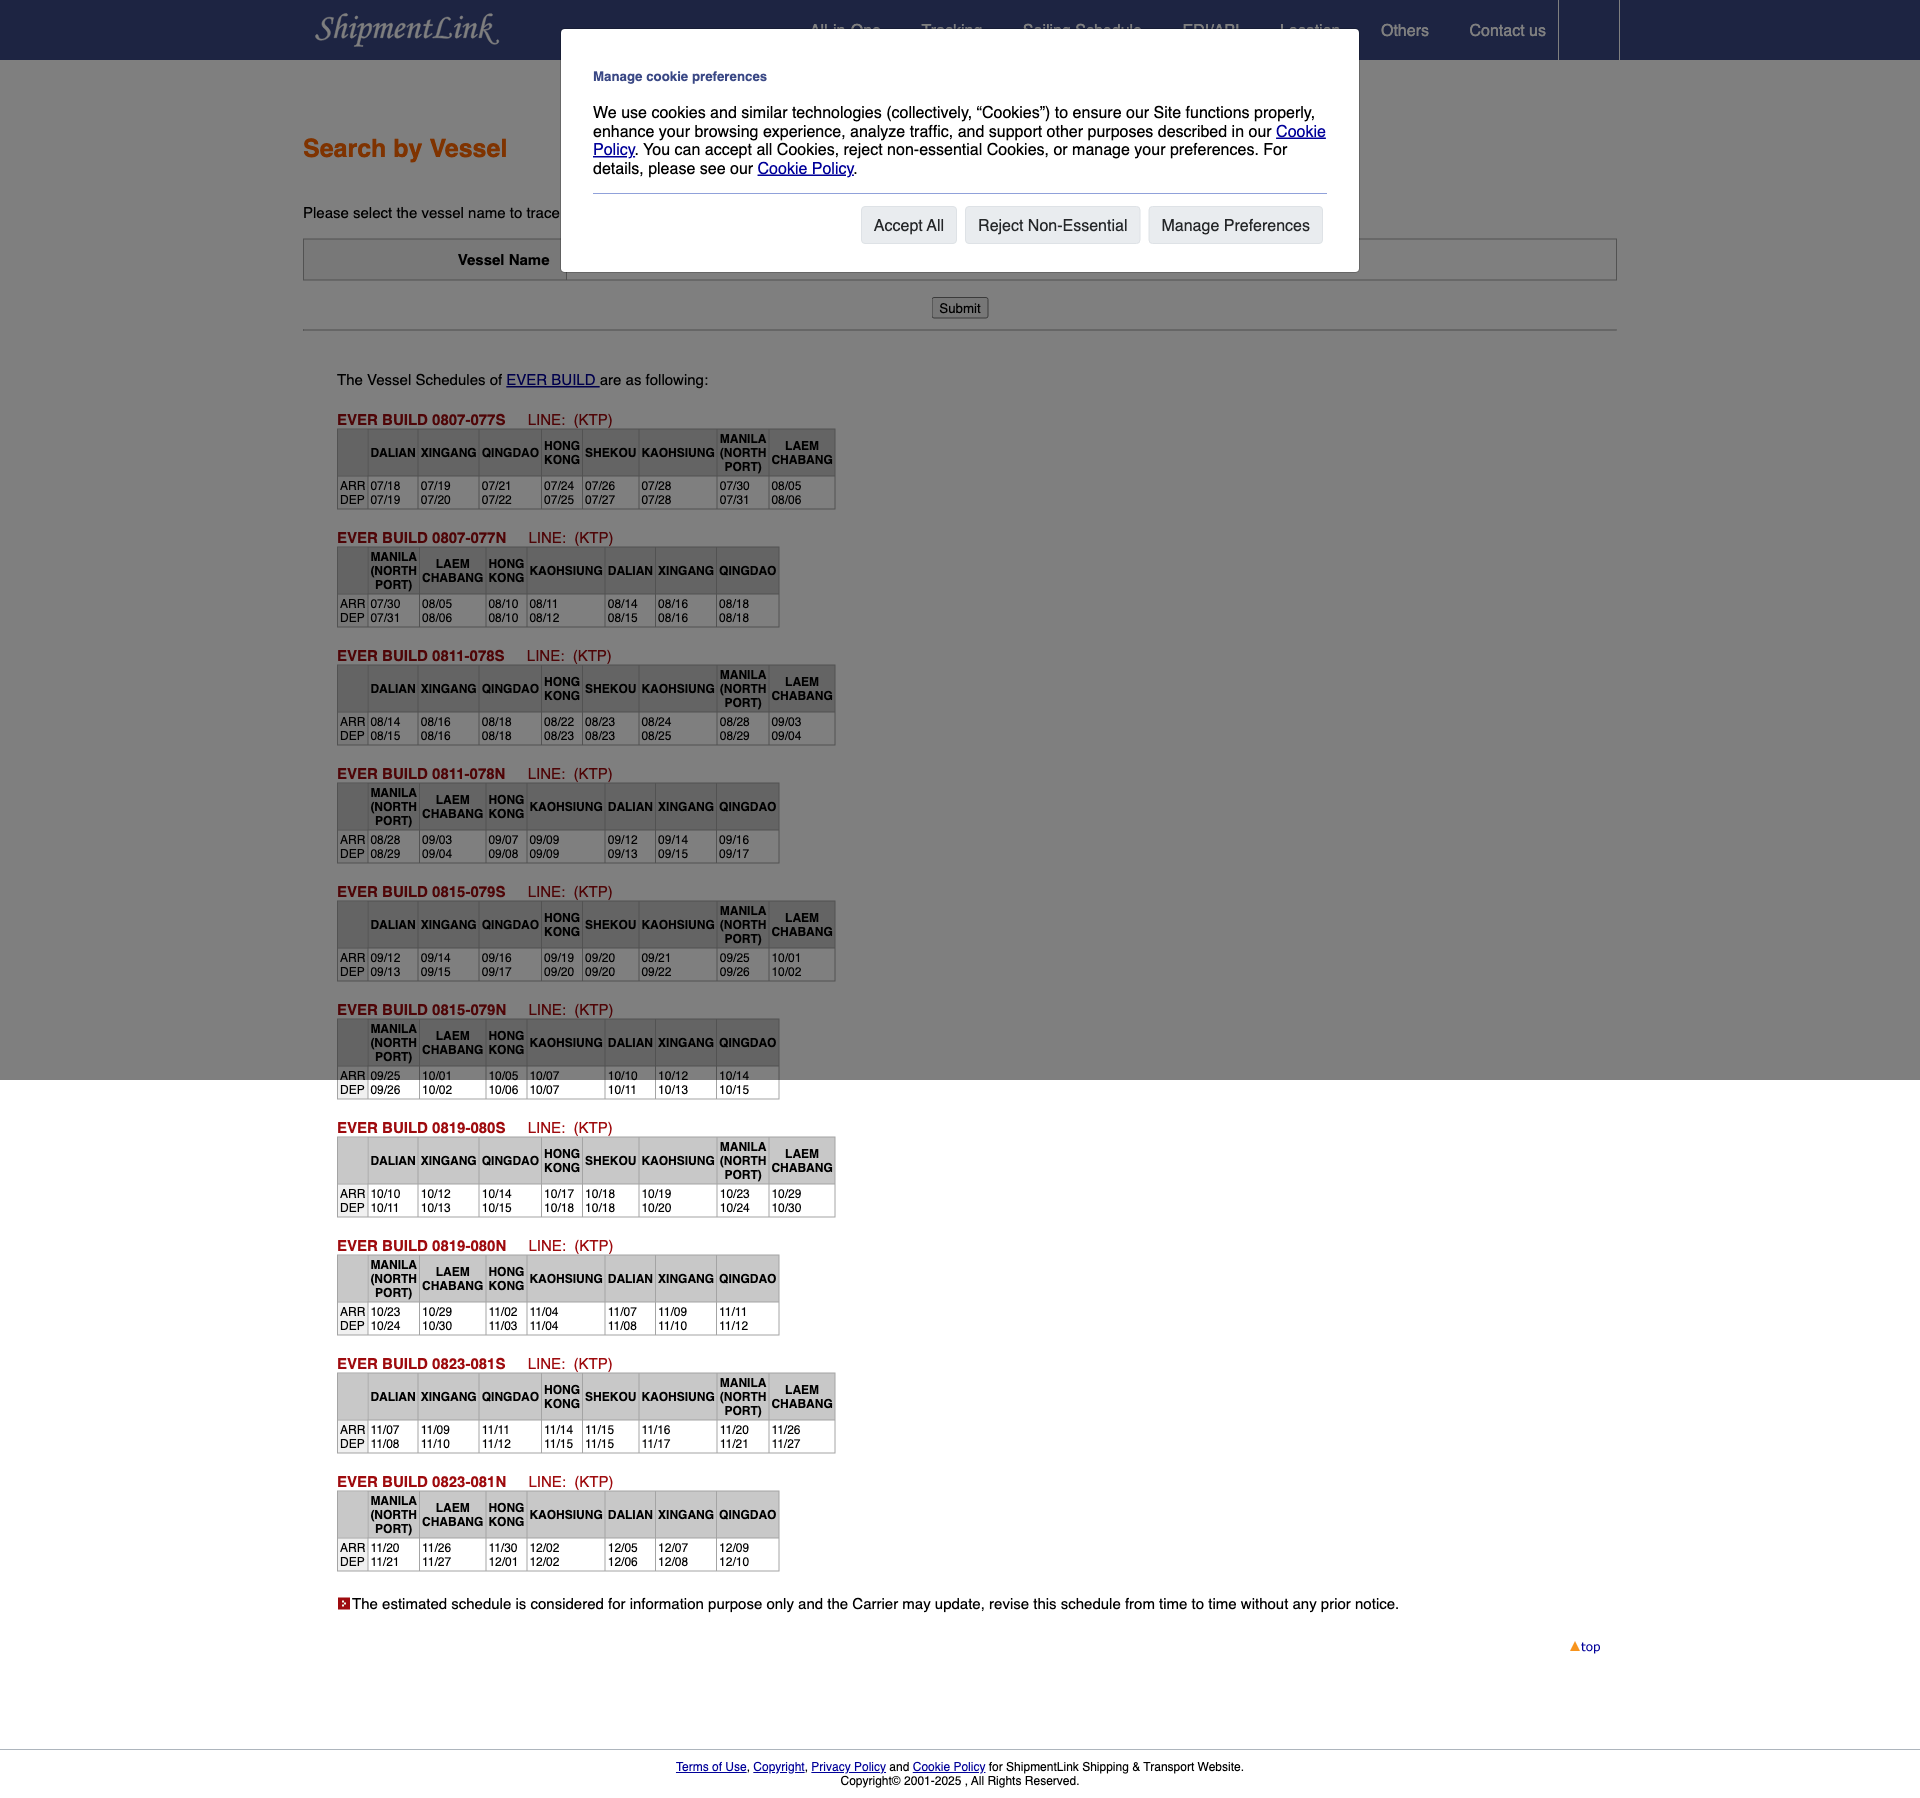 ShipmentLink
All-in-One Tracking Sailing Schedule EDI/API Location Others Contact us
Manage cookie preferences
We use cookies and similar technologies (collectively, “Cookies”) to ensure our Site functions properly,
enhance your browsing experience, analyze traffic, and support other purposes described in our Cookie
Policy. You can accept all Cookies, reject non-essential Cookies, or manage your preferences. For
details, please see our Cookie Policy.
Accept All Reject Non-Essential Manage Preferences
Search by Vessel
Please select the vessel name to trace
Vessel Name
Submit
The Vessel Schedules of EVER BUILD are as following:
EVER BUILD 0807-077S LINE: (KTP)
DALIAN XINGANG QINGDAO HONG KONG SHEKOU KAOHSIUNG MANILA (NORTH PORT) LAEM CHABANG
ARR 07/18 07/19 07/21 07/24 07/26 07/28 07/30 08/05
DEP 07/19 07/20 07/22 07/25 07/27 07/28 07/31 08/06
EVER BUILD 0807-077N LINE: (KTP)
MANILA (NORTH PORT) LAEM CHABANG HONG KONG KAOHSIUNG DALIAN XINGANG QINGDAO
ARR 07/30 08/05 08/10 08/11 08/14 08/16 08/18
DEP 07/31 08/06 08/10 08/12 08/15 08/16 08/18
EVER BUILD 0811-078S LINE: (KTP)
DALIAN XINGANG QINGDAO HONG KONG SHEKOU KAOHSIUNG MANILA (NORTH PORT) LAEM CHABANG
ARR 08/14 08/16 08/18 08/22 08/23 08/24 08/28 09/03
DEP 08/15 08/16 08/18 08/23 08/23 08/25 08/29 09/04
EVER BUILD 0811-078N LINE: (KTP)
MANILA (NORTH PORT) LAEM CHABANG HONG KONG KAOHSIUNG DALIAN XINGANG QINGDAO
ARR 08/28 09/03 09/07 09/09 09/12 09/14 09/16
DEP 08/29 09/04 09/08 09/09 09/13 09/15 09/17
EVER BUILD 0815-079S LINE: (KTP)
DALIAN XINGANG QINGDAO HONG KONG SHEKOU KAOHSIUNG MANILA (NORTH PORT) LAEM CHABANG
ARR 09/12 09/14 09/16 09/19 09/20 09/21 09/25 10/01
DEP 09/13 09/15 09/17 09/20 09/20 09/22 09/26 10/02
EVER BUILD 0815-079N LINE: (KTP)
MANILA (NORTH PORT) LAEM CHABANG HONG KONG KAOHSIUNG DALIAN XINGANG QINGDAO
ARR 09/25 10/01 10/05 10/07 10/10 10/12 10/14
DEP 09/26 10/02 10/06 10/07 10/11 10/13 10/15
EVER BUILD 0819-080S LINE: (KTP)
DALIAN XINGANG QINGDAO HONG KONG SHEKOU KAOHSIUNG MANILA (NORTH PORT) LAEM CHABANG
ARR 10/10 10/12 10/14 10/17 10/18 10/19 10/23 10/29
DEP 10/11 10/13 10/15 10/18 10/18 10/20 10/24 10/30
EVER BUILD 0819-080N LINE: (KTP)
MANILA (NORTH PORT) LAEM CHABANG HONG KONG KAOHSIUNG DALIAN XINGANG QINGDAO
ARR 10/23 10/29 11/02 11/04 11/07 11/09 11/11
DEP 10/24 10/30 11/03 11/04 11/08 11/10 11/12
EVER BUILD 0823-081S LINE: (KTP)
DALIAN XINGANG QINGDAO HONG KONG SHEKOU KAOHSIUNG MANILA (NORTH PORT) LAEM CHABANG
ARR 11/07 11/09 11/11 11/14 11/15 11/16 11/20 11/26
DEP 11/08 11/10 11/12 11/15 11/15 11/17 11/21 11/27
EVER BUILD 0823-081N LINE: (KTP)
MANILA (NORTH PORT) LAEM CHABANG HONG KONG KAOHSIUNG DALIAN XINGANG QINGDAO
ARR 11/20 11/26 11/30 12/02 12/05 12/07 12/09
DEP 11/21 11/27 12/01 12/02 12/06 12/08 12/10
The estimated schedule is considered for information purpose only and the Carrier may update, revise this schedule from time to time without any prior notice.
top
Terms of Use, Copyright, Privacy Policy and Cookie Policy for ShipmentLink Shipping & Transport Website.
Copyright© 2001-2025 , All Rights Reserved.